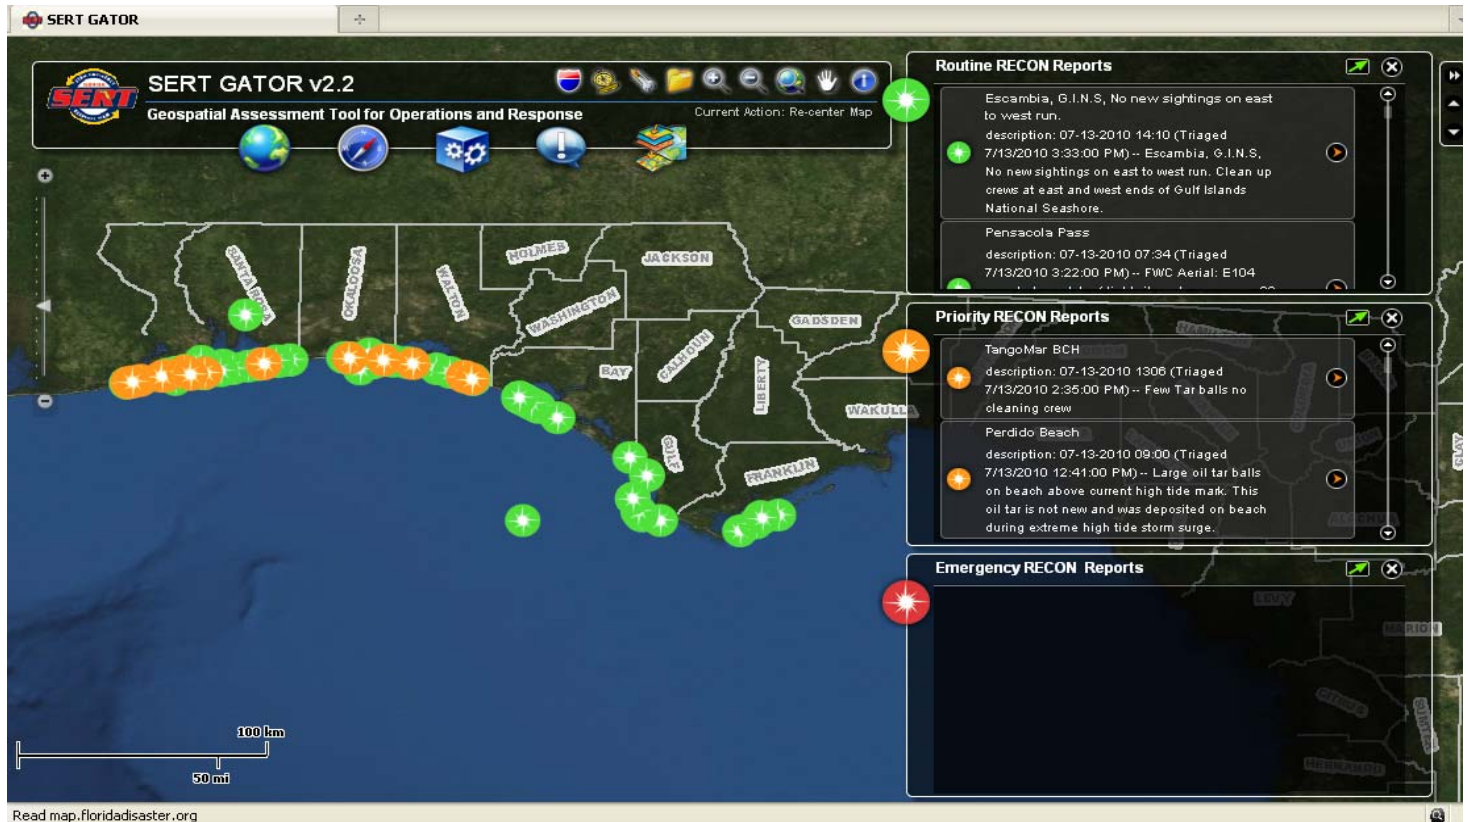 SERT GATOR
SERT
SERT GATOR v2.2
Geospatial Assessment Tool for Operations and Response
Current Action: Re-center Map
SANTA ROSA
OKALOOSA
WALTON
HOLMES
WASHINGTON
JACKSON
BAY
CALHOUN
GULF
LIBERTY
GADSDEN
FRANKLIN
WAKULLA
100 km
50 mi
Routine RECON Reports
Escambia, G.I.N.S, No new sightings on east
to west run.
description: 07-13-2010 14:10 (Triaged
7/13/2010 3:33:00 PM) -- Escambia, G.I.N.S,
No new sightings on east to west run. Clean up
crews at east and west ends of Gulf Islands
National Seashore.
Pensacola Pass
description: 07-13-2010 07:34 (Triaged
7/13/2010 3:22:00 PM) -- FWC Aerial: E104
Priority RECON Reports
TangoMar BCH
description: 07-13-2010 1306 (Triaged
7/13/2010 2:35:00 PM) -- Few Tar balls no
cleaning crew
Perdido Beach
description: 07-13-2010 09:00 (Triaged
7/13/2010 12:41:00 PM) -- Large oil tar balls
on beach above current high tide mark. This
oil tar is not new and was deposited on beach
during extreme high tide storm surge.
Emergency RECON Reports
CLAY
LEVY
MARION
CITRUS
SUMTER
HERNANDO
Read map.floridadisaster.org